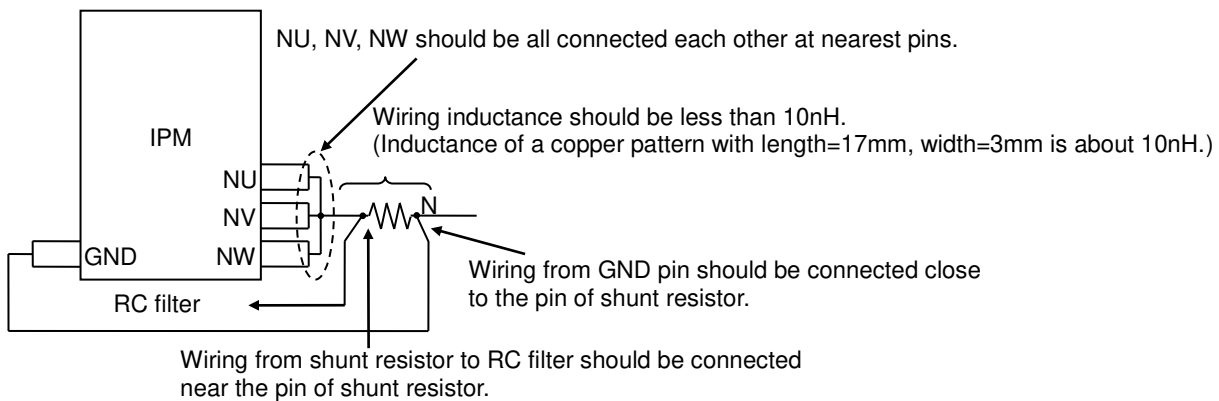 NU, NV, NW should be all connected each other at nearest pins.
Wiring inductance should be less than 10nH.
(Inductance of a copper pattern with length=17mm, width=3mm is about 10nH.)
IPM
NU
N
NV
GND
NW
Wiring from GND pin should be connected close
to the pin of shunt resistor.
RC filter
Wiring from shunt resistor to RC filter should be connected
near the pin of shunt resistor.